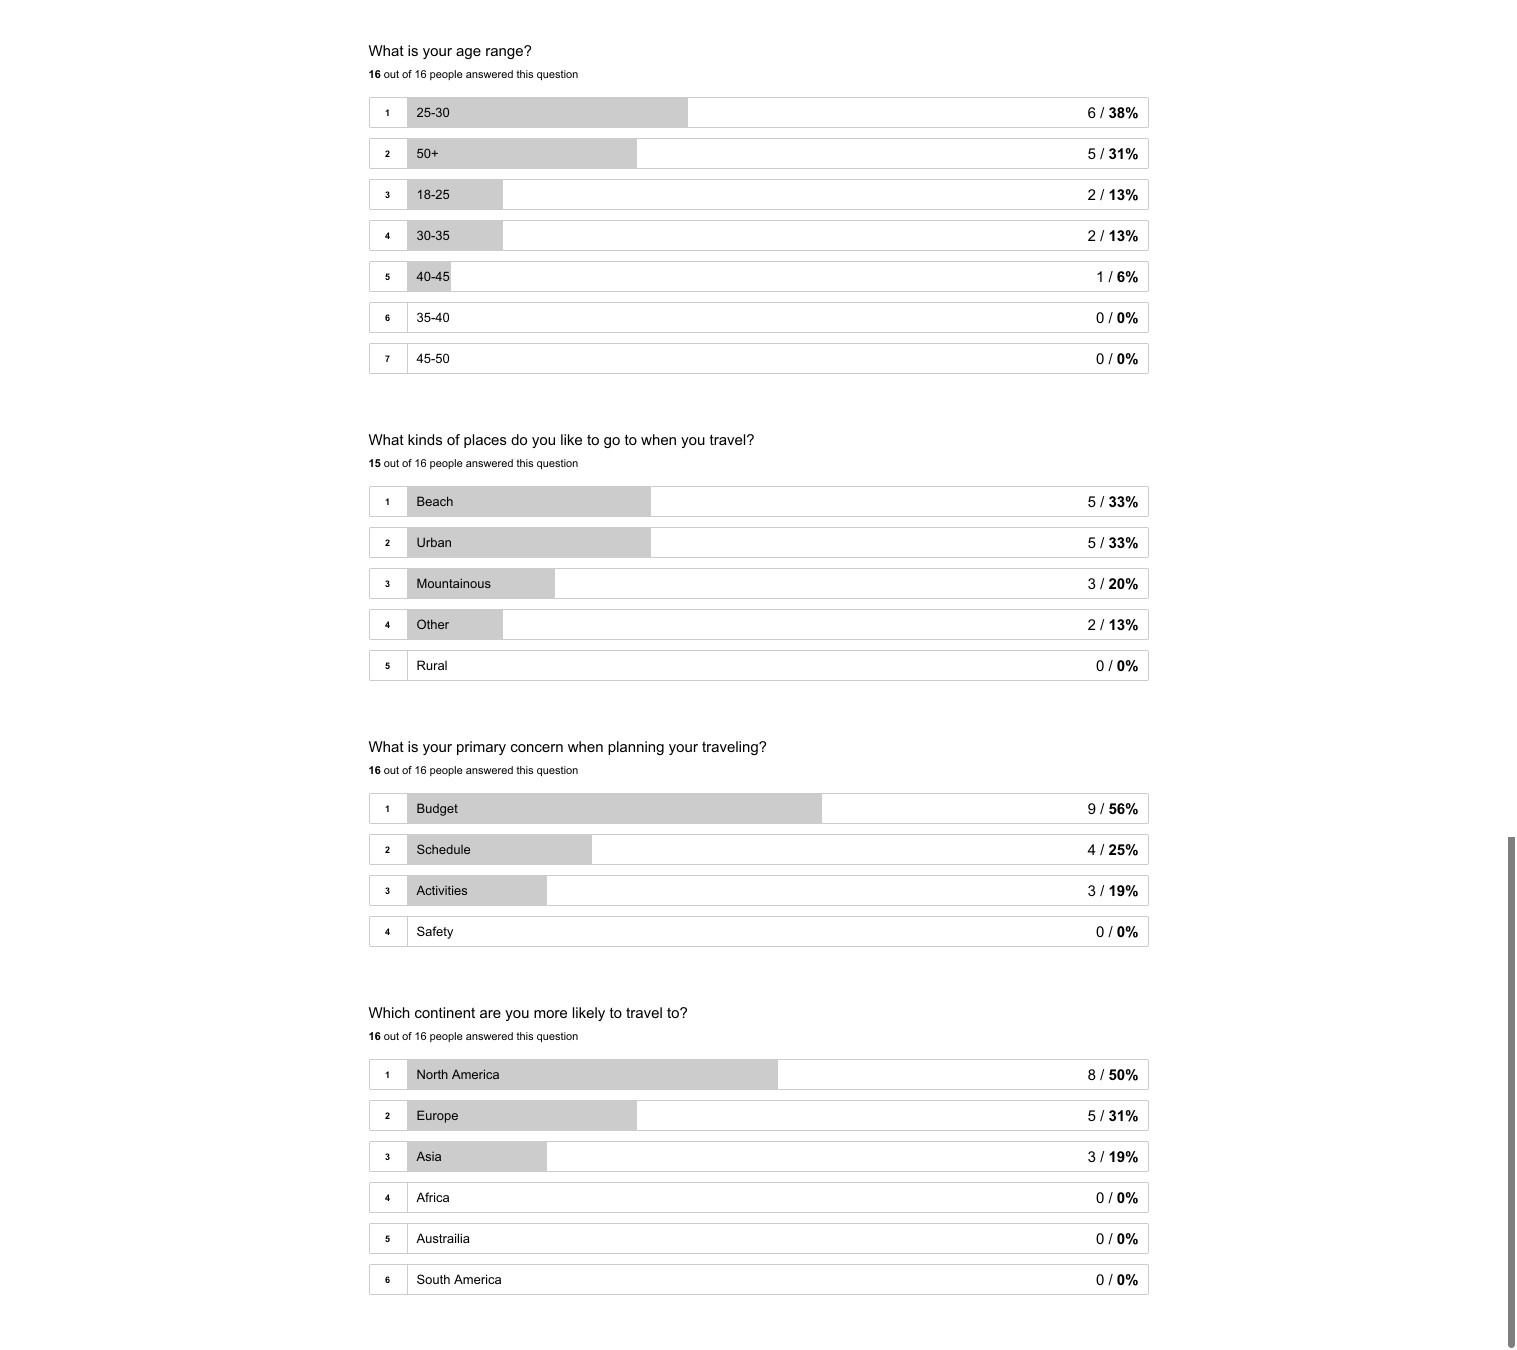 What is your age range?
16 out of 16 people answered this question
1 25-30 6 / 38%
2 50+ 5 / 31%
3 18-25 2 / 13%
4 30-35 2 / 13%
5 40-45 1 / 6%
6 35-40 0 / 0%
7 45-50 0 / 0%
What kinds of places do you like to go to when you travel?
15 out of 16 people answered this question
1 Beach 5 / 33%
2 Urban 5 / 33%
3 Mountainous 3 / 20%
4 Other 2 / 13%
5 Rural 0 / 0%
What is your primary concern when planning your traveling?
16 out of 16 people answered this question
1 Budget 9 / 56%
2 Schedule 4 / 25%
3 Activities 3 / 19%
4 Safety 0 / 0%
Which continent are you more likely to travel to?
16 out of 16 people answered this question
1 North America 8 / 50%
2 Europe 5 / 31%
3 Asia 3 / 19%
4 Africa 0 / 0%
5 Austrailia 0 / 0%
6 South America 0 / 0%